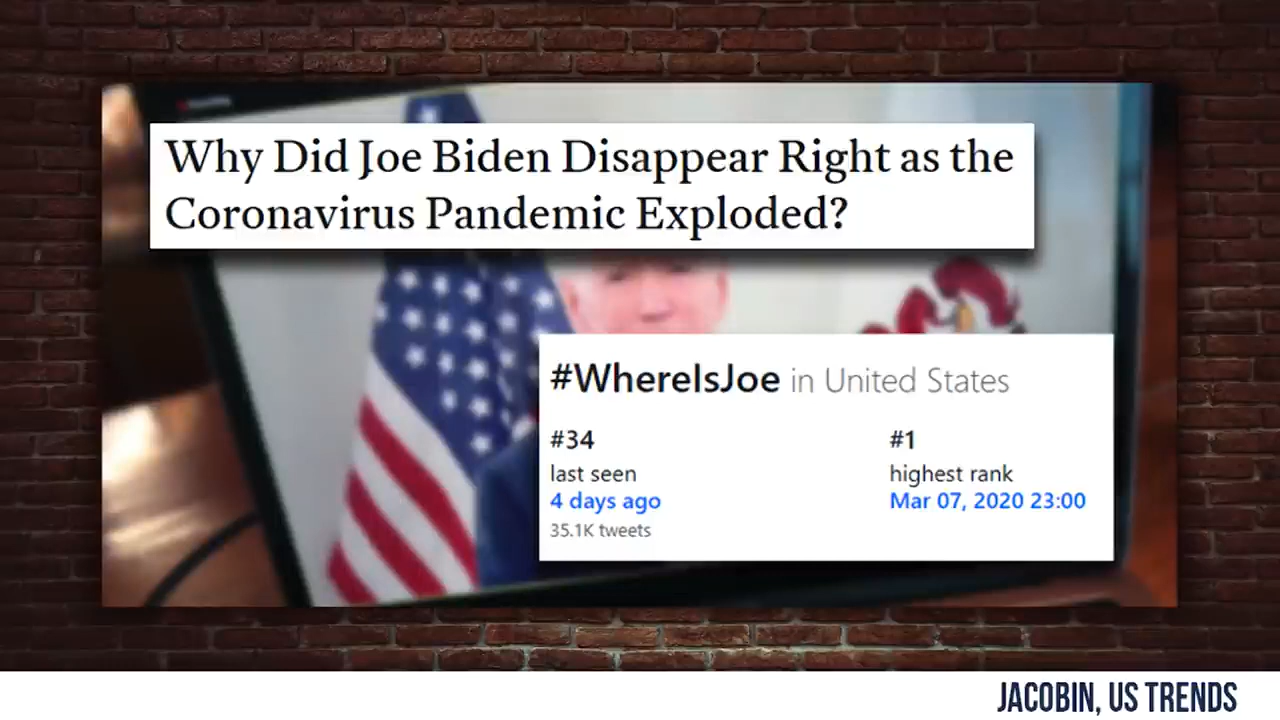 Why Did Joe Biden Disappear Right as the
Coronavirus Pandemic Exploded?
#WhereIsJoe in United States
#34
last seen
4 days ago
35.1K tweets
#1
highest rank
Mar 07, 2020 23:00
JACOBIN, US TRENDS